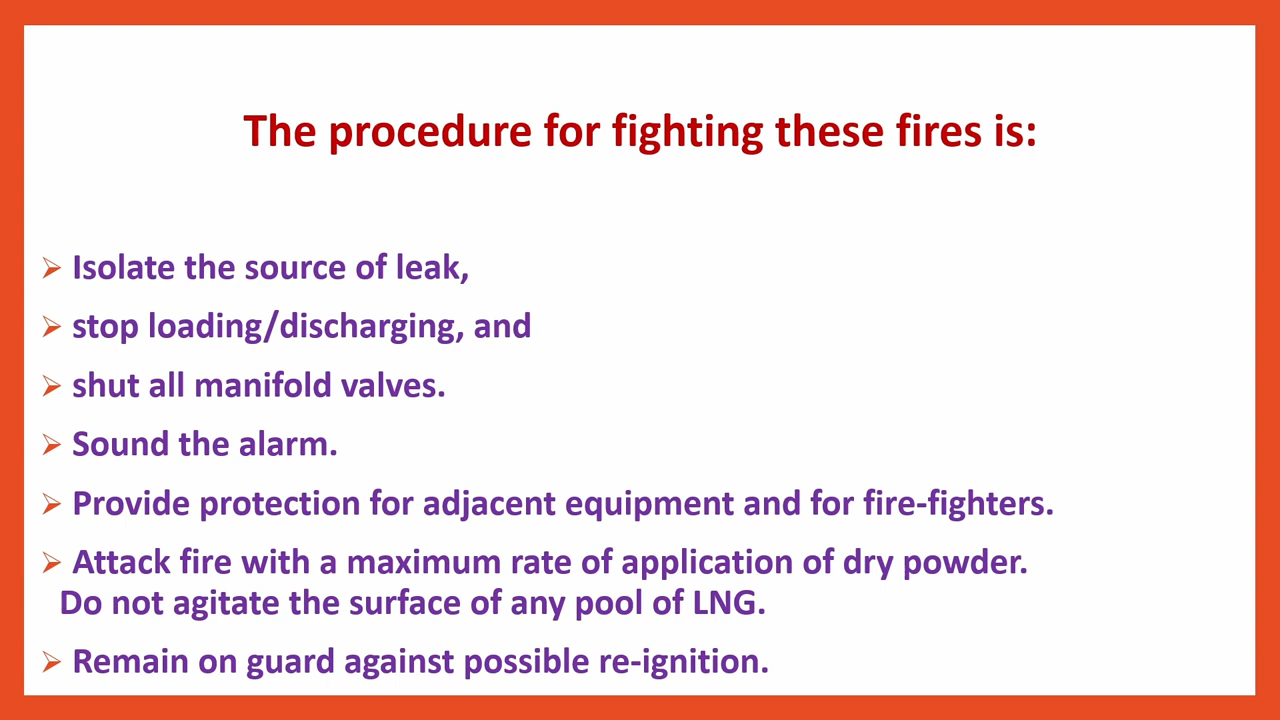 The procedure for fighting these fires is:
Isolate the source of leak,
stop loading/discharging, and
shut all manifold valves.
Sound the alarm.
Provide protection for adjacent equipment and for fire-fighters.
Attack fire with a maximum rate of application of dry powder.
Do not agitate the surface of any pool of LNG.
Remain on guard against possible re-ignition.